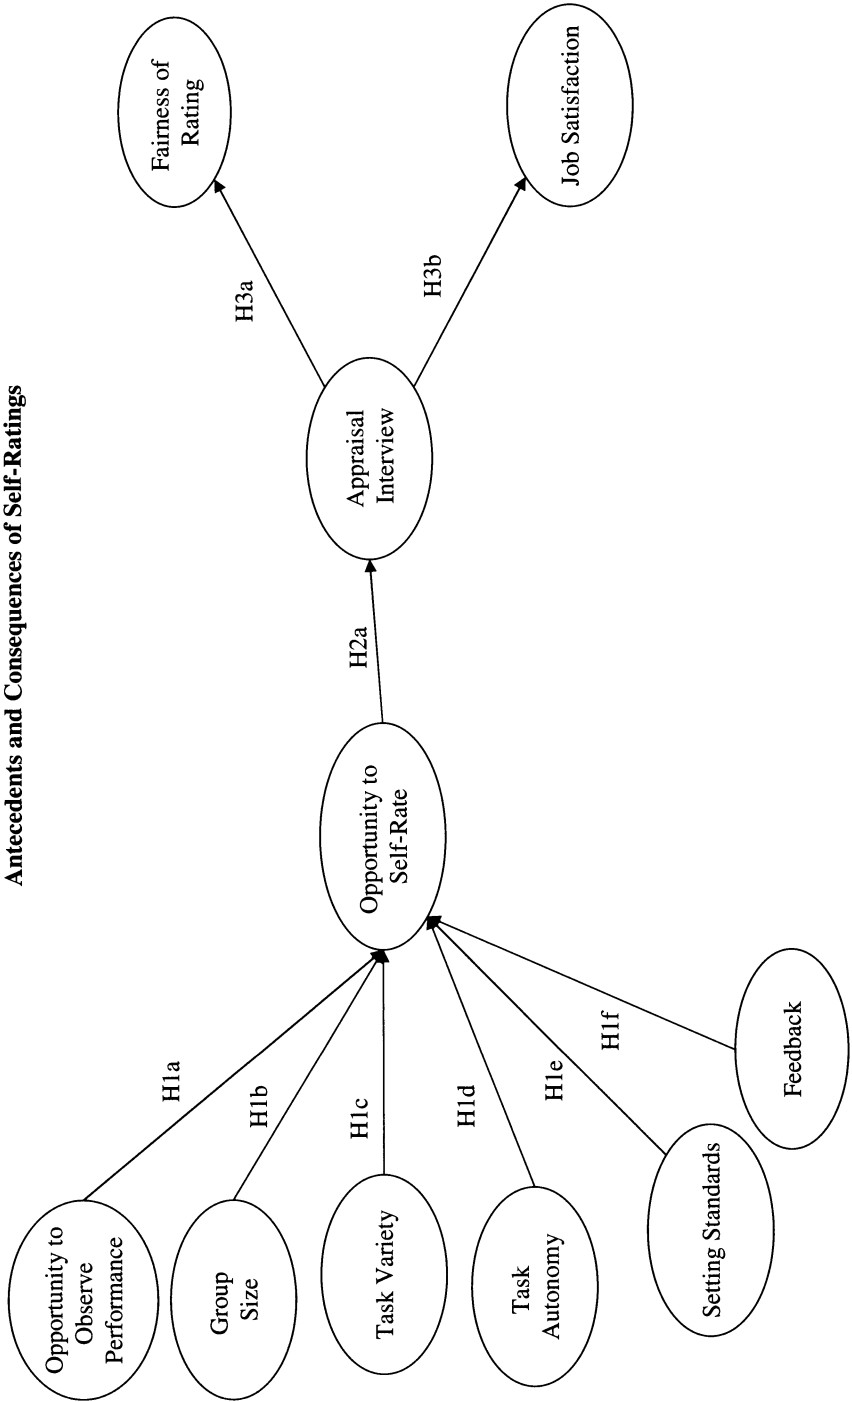 Antecedents and Consequences of Self-Ratings
Opportunity to
Observe
Performance
H1a
Group
Size
H1b
Task Variety
H1c
Task
Autonomy
H1d
Setting Standards
H1e
Feedback
H1f
Opportunity to
Self-Rate
H2a
Appraisal
Interview
H3a
Fairness of
Rating
H3b
Job Satisfaction